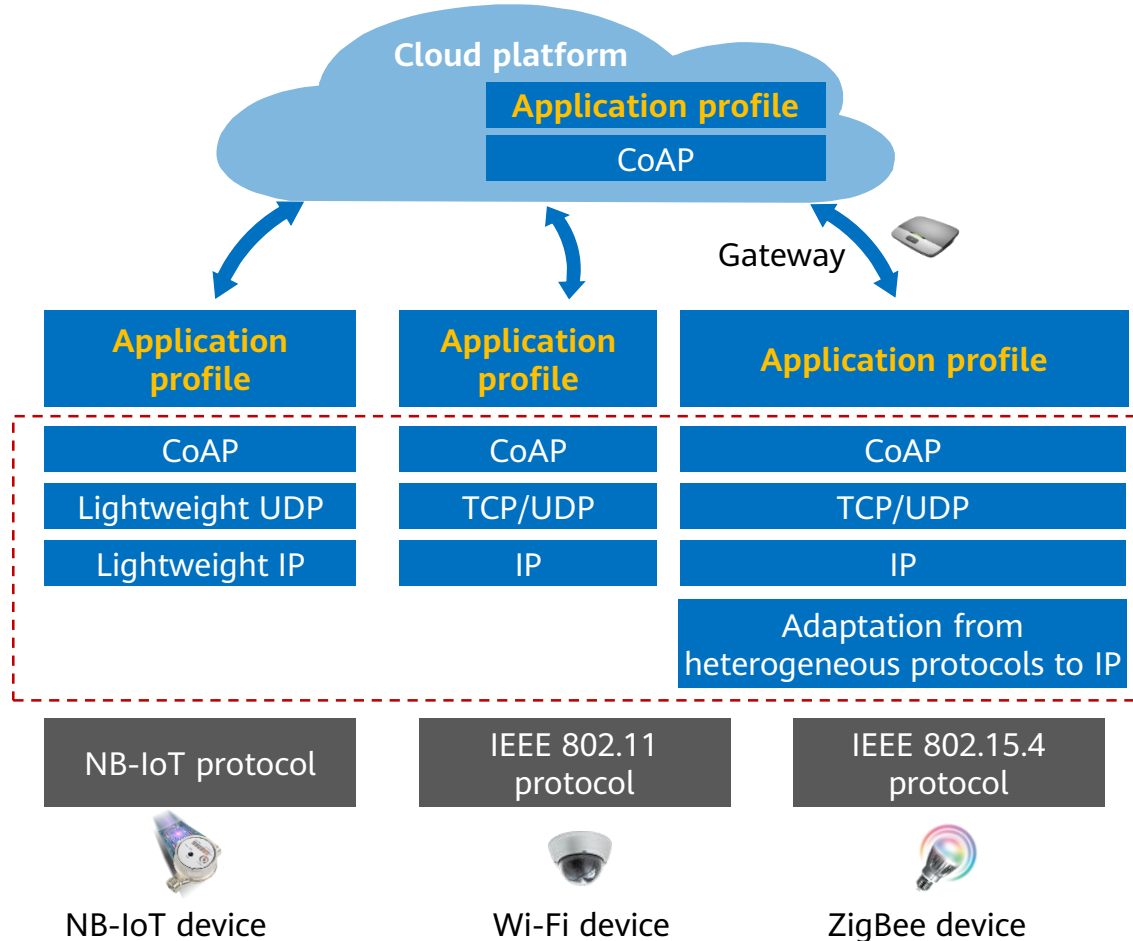 Cloud platform
Application profile
CoAP
Gateway
Application
profile
Application
profile
Application profile
CoAP
CoAP
CoAP
Lightweight UDP
TCP/UDP
TCP/UDP
Lightweight IP
IP
IP
Adaptation from
heterogeneous protocols to IP
NB-IoT protocol
IEEE 802.11
protocol
IEEE 802.15.4
protocol
NB-IoT device
Wi-Fi device
ZigBee device